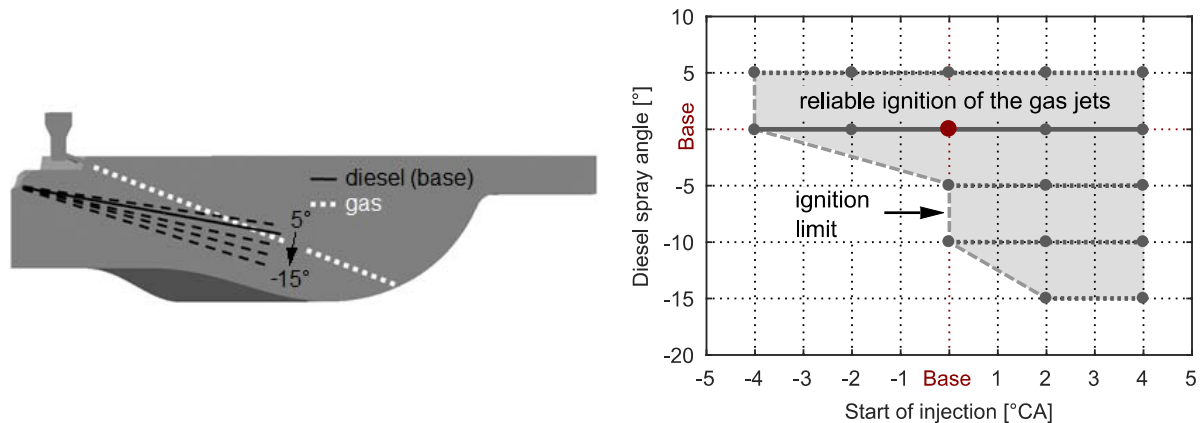 diesel (base)
gas
5°
-15°
Diesel spray angle [°]
10
5
Base
-5
-10
-15
-20
reliable ignition of the gas jets
ignition
limit
-5 -4 -3 -2 -1 Base 1 2 3 4 5
Start of injection [°CA]